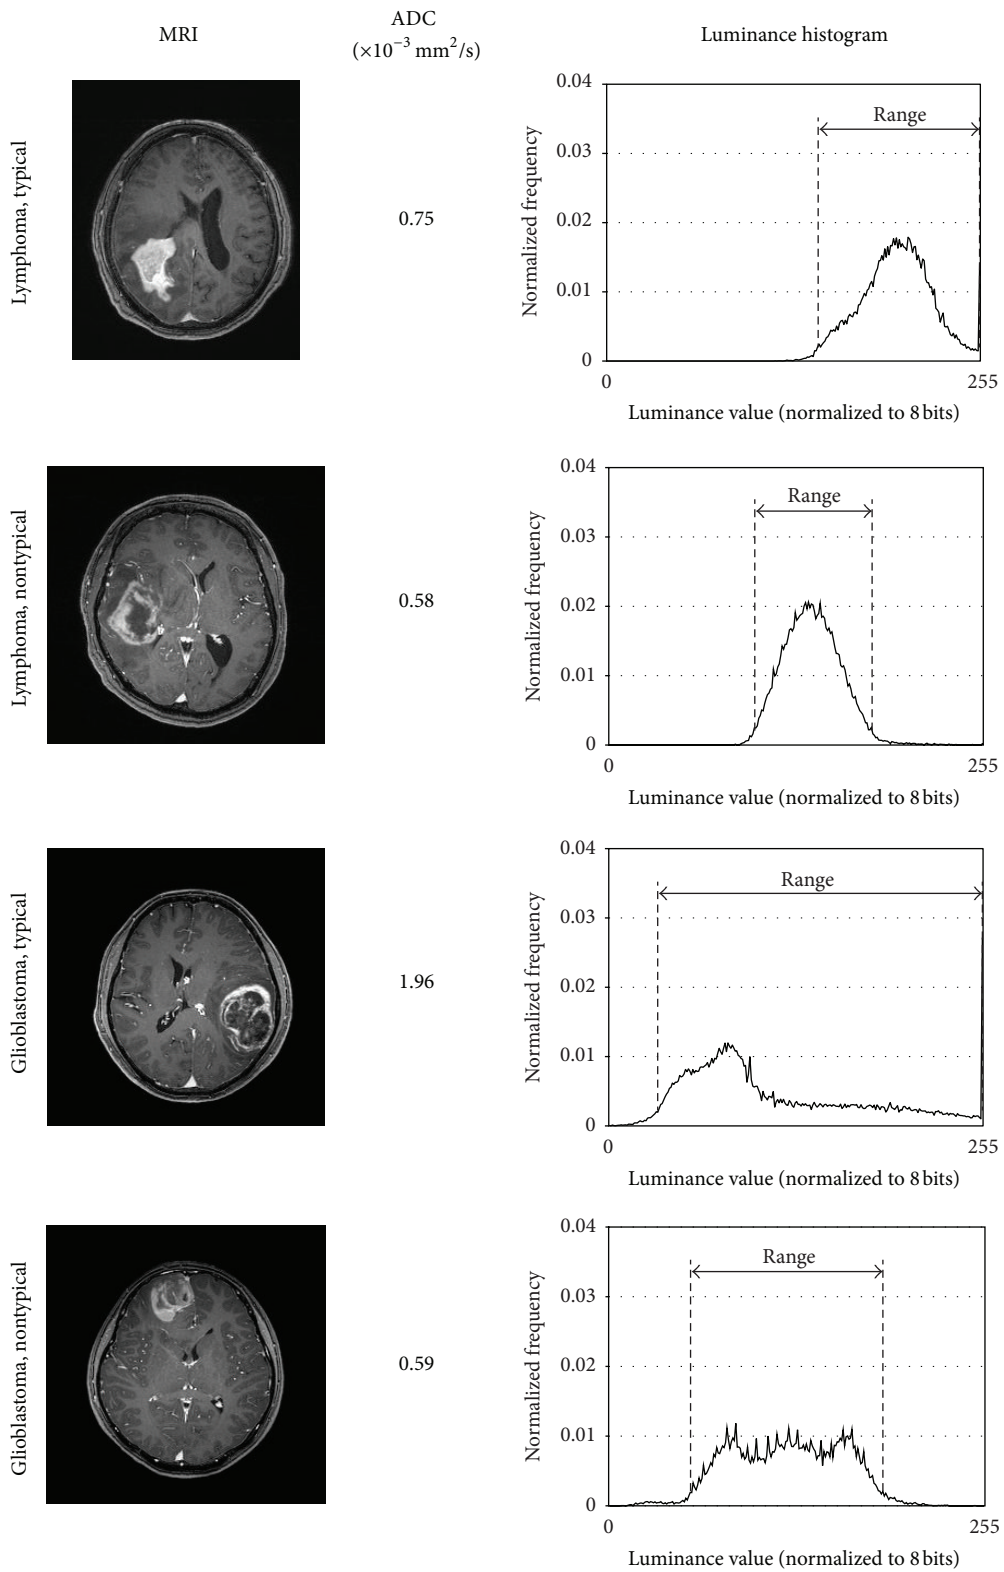 MRI
ADC
(×10⁻³ mm²/s)
Luminance histogram
Lymphoma, typical
0.75
Normalized frequency
0.04
0.03
0.02
0.01
0
Range
0
255
Luminance value (normalized to 8 bits)
Lymphoma, nontypical
0.58
Normalized frequency
0.04
0.03
0.02
0.01
0
Range
0
255
Luminance value (normalized to 8 bits)
Glioblastoma, typical
1.96
Normalized frequency
0.04
0.03
0.02
0.01
0
Range
0
255
Luminance value (normalized to 8 bits)
Glioblastoma, nontypical
0.59
Normalized frequency
0.04
0.03
0.02
0.01
0
Range
0
255
Luminance value (normalized to 8 bits)